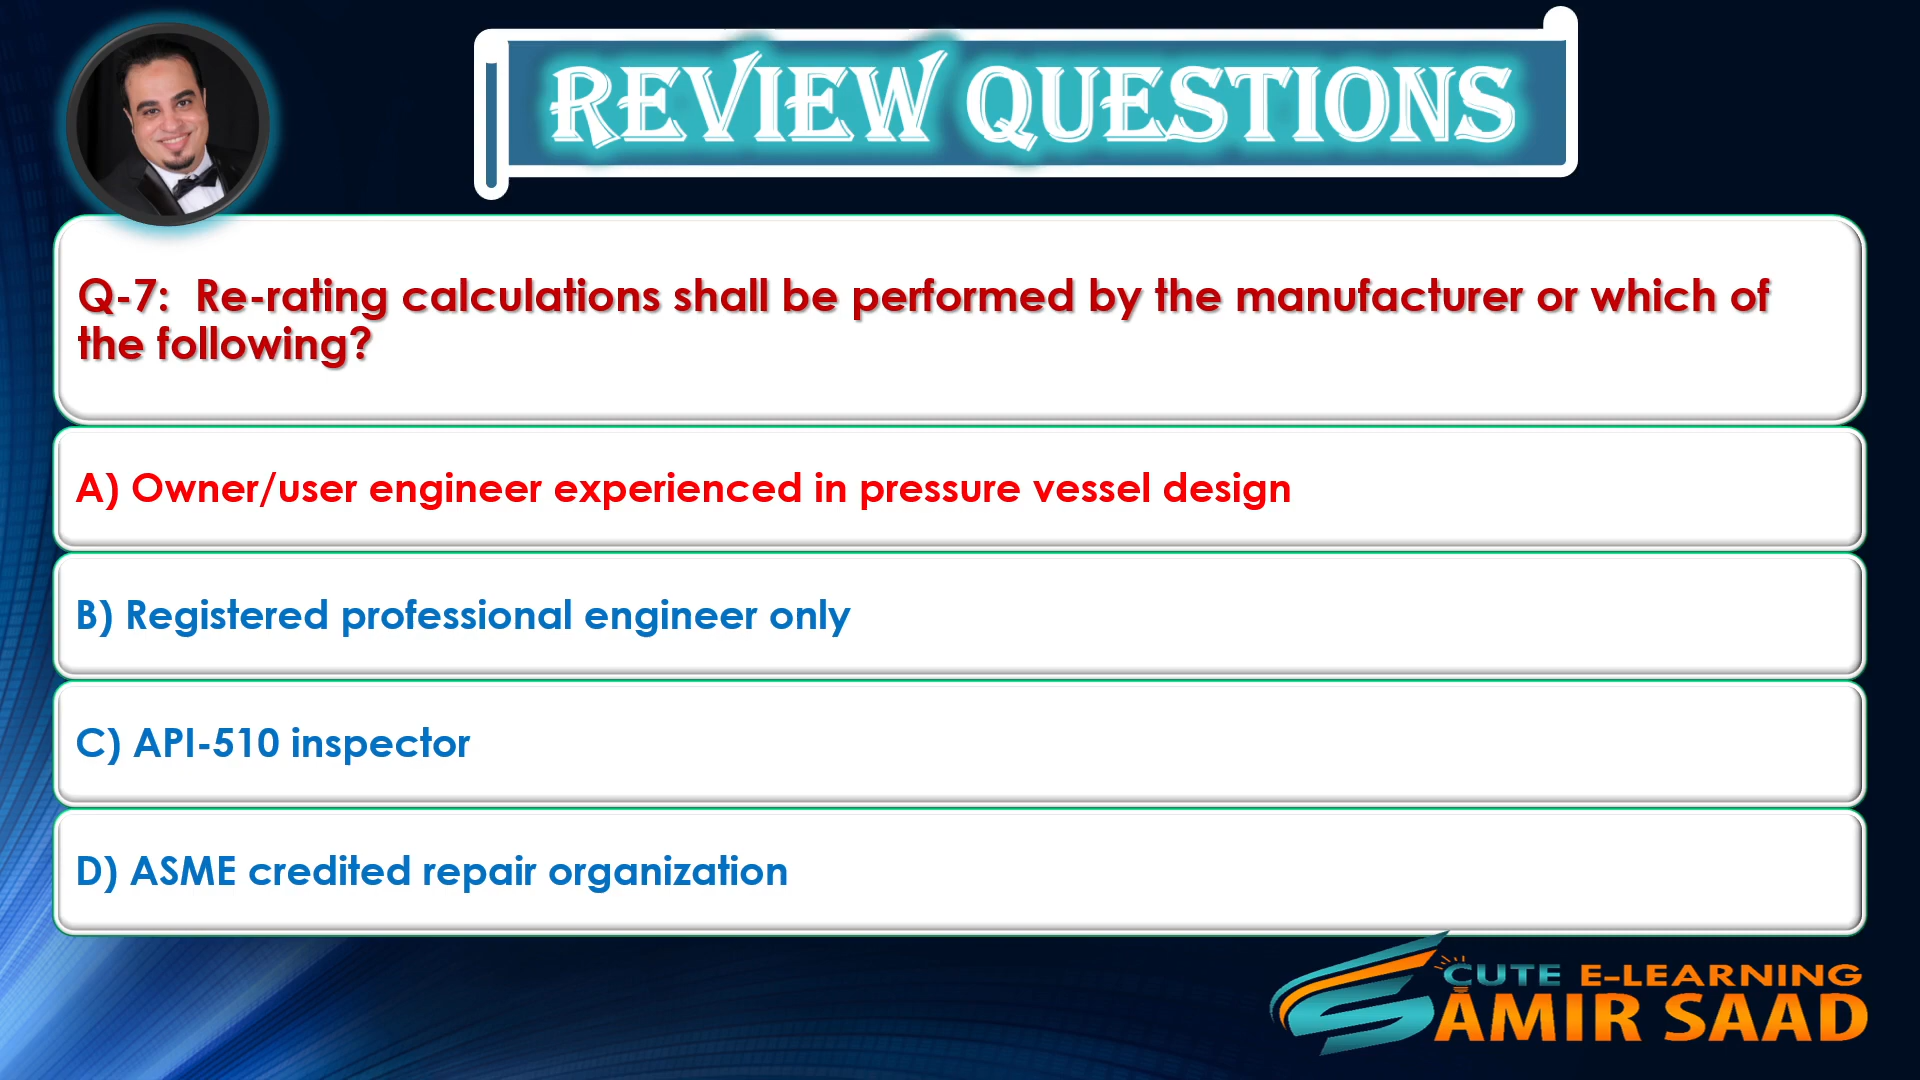 REVIEW QUESTIONS
Q-7: Re-rating calculations shall be performed by the manufacturer or which of
the following?
A) Owner/user engineer experienced in pressure vessel design
B) Registered professional engineer only
C) API-510 inspector
D) ASME credited repair organization
CUTE E-LEARNING
AMIR SAAD